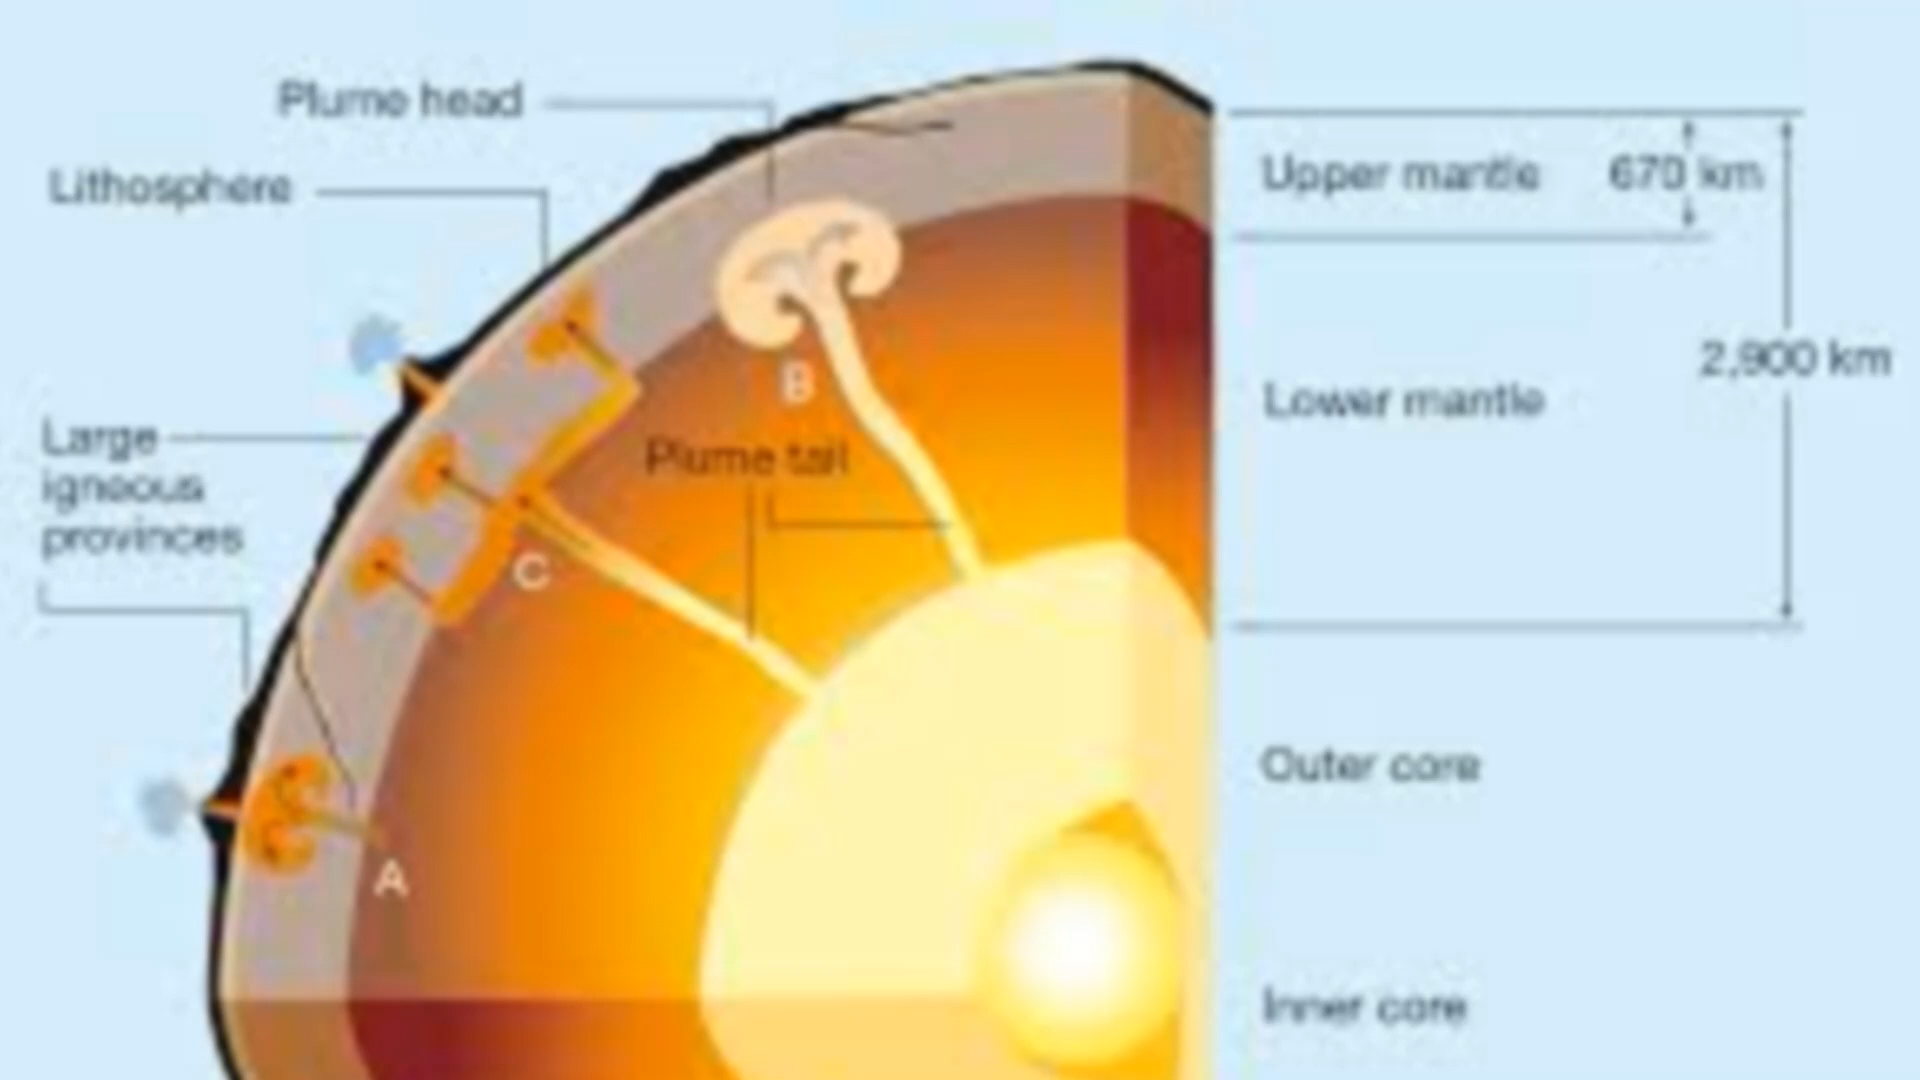 Plume head
Lithosphere
Upper mantle 670 km
2,900 km
Lower mantle
Large
igneous
provinces
B
Plume tail
C
Outer core
A
Inner core